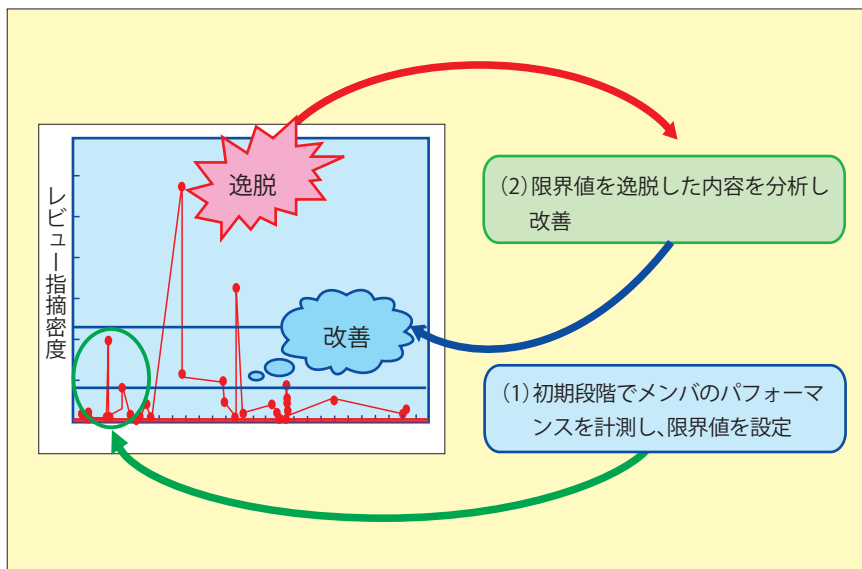 レビュー指摘密度
逸脱
改善
(2)限界値を逸脱した内容を分析し
改善
(1)初期段階でメンバのパフォーマ
ンスを計測し、限界値を設定